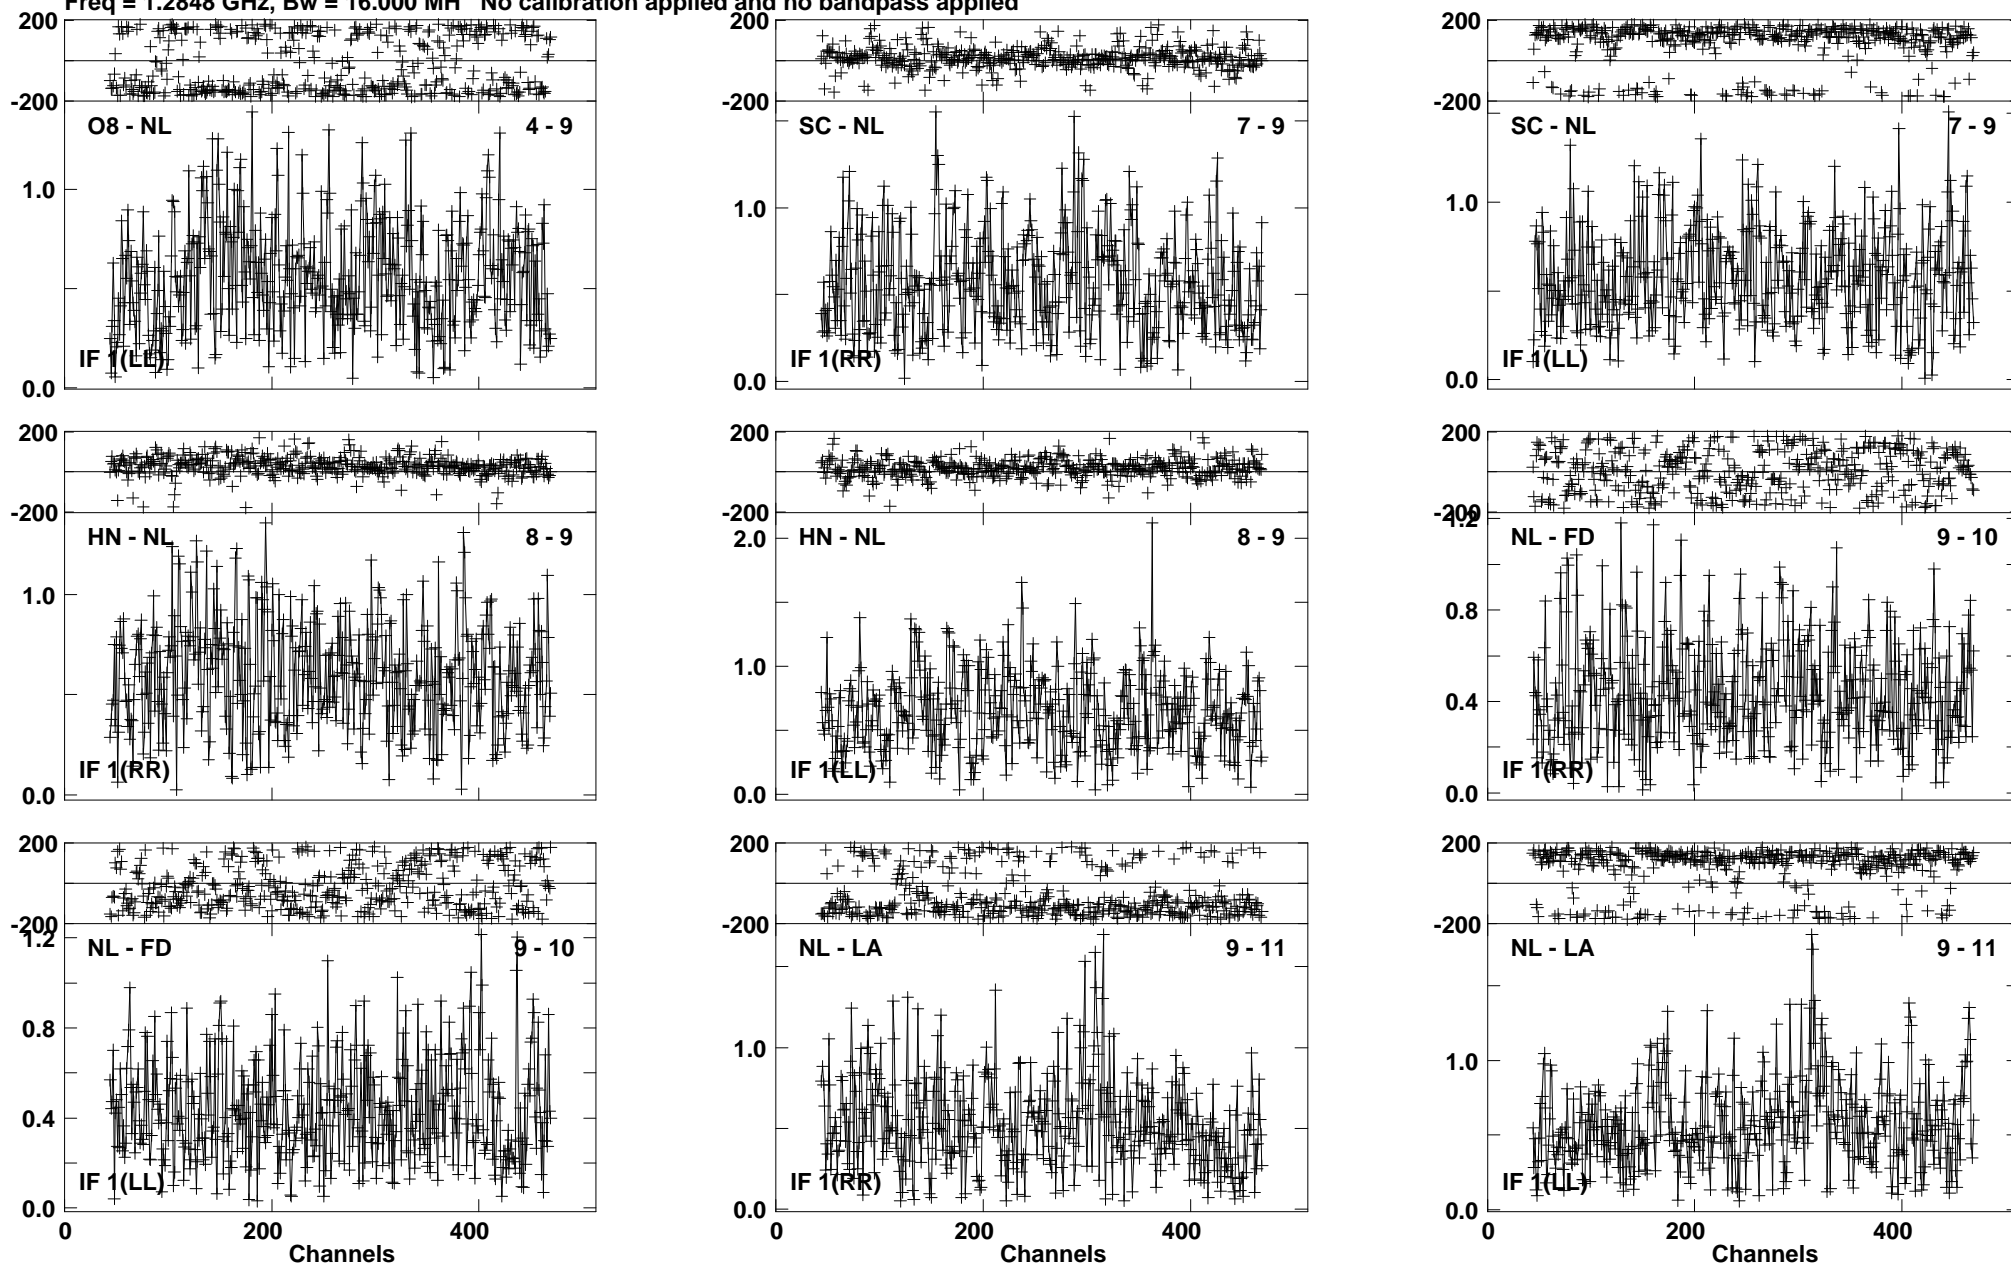 Freq = 1.2848 GHz, Bw = 16.000 MH No calibration applied and no bandpass applied
200
-200
O8 - NL 4 - 9
1.0
IF 1(LL)
0.0
SC - NL 7 - 9
1.0
IF 1(RR)
0.0
200
-200
SC - NL 7 - 9
1.0
IF 1(LL)
0.0
200
-200
200
-200
HN - NL 8 - 9
1.0
IF 1(RR)
0.0
200
-200
HN - NL 8 - 9
2.0
1.0
IF 1(LL)
0.0
200
-200
1.2
NL - FD 9 - 10
0.8
0.4
IF 1(RR)
0.0
200
-200
1.2
NL - FD 9 - 10
0.8
0.4
IF 1(LL)
0.0
0 200 400
Channels
200
-200
NL - LA 9 - 11
1.0
IF 1(RR)
0.0
0 200 400
Channels
200
-200
NL - LA 9 - 11
1.0
IF 1(LL)
0.0
0 200 400
Channels